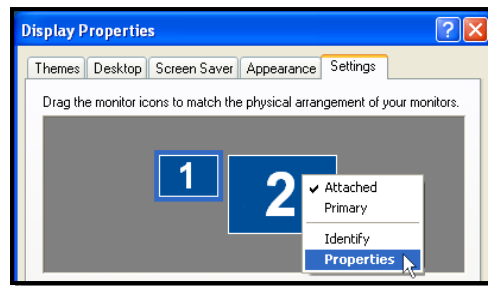 Display Properties
Themes Desktop Screen Saver Appearance Settings
Drag the monitor icons to match the physical arrangement of your monitors.
1
2
Attached
Primary
Identify
Properties